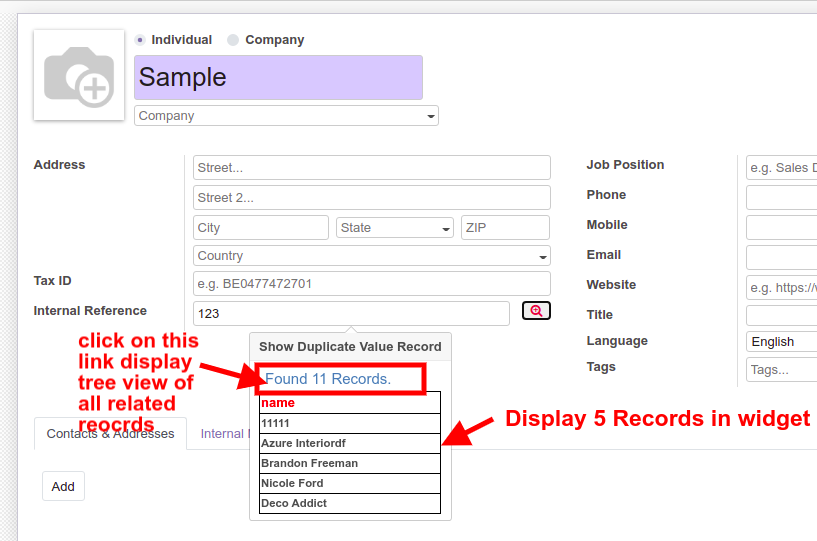 Individual Company
Sample
Company
Address
Street...
Job Position
e.g. Sales D
Street 2...
Phone
City State ZIP
Mobile
Country
Email
Tax ID
e.g. BE0477472701
Website
e.g. https://w
Internal Reference
123
Title
click on this
link display
tree view of
all related
reocrds
Show Duplicate Value Record
Language
English
Tags
Tags...
Found 11 Records.
name
11111
Azure Interiordf
Brandon Freeman
Nicole Ford
Deco Addict
Display 5 Records in widget
Contacts & Addresses
Internal
Add